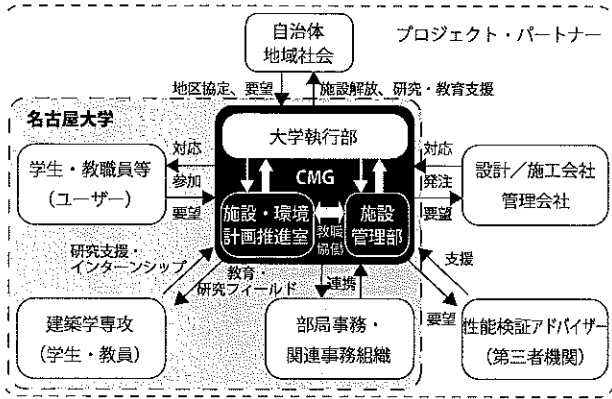 自治体
地域社会
プロジェクト・パートナー
地区協定、要望
施設解放、研究・教育支援
名古屋大学
大学執行部
CMG
学生・教職員等
(ユーザー)
対応
参加
要望
対応
発注
要望
設計／施工会社
管理会社
施設・環境
計画推進室
教職
協働
施設
管理部
研究支援・
インターンシップ
教育・
研究フィールド
連携
支援
要望
建築学専攻
(学生・教員)
部局事務・
関連事務組織
性能検証アドバイザー
(第三者機関)